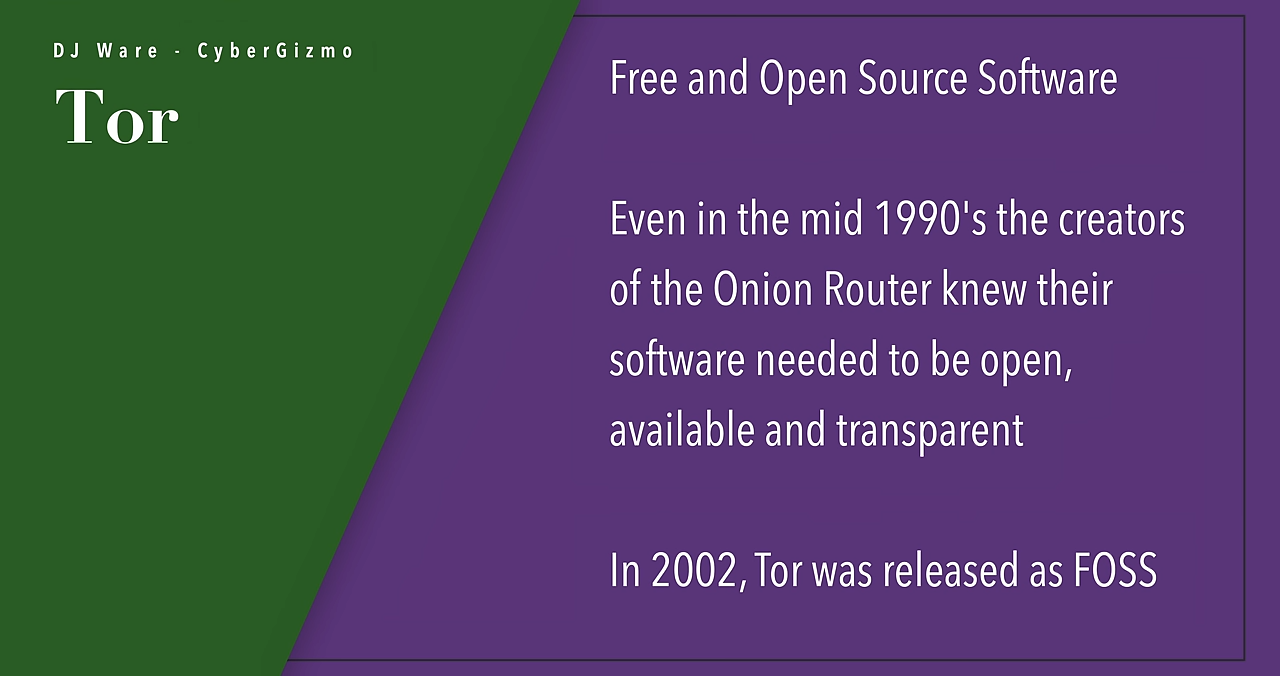 DJ Ware - CyberGizmo
Tor
Free and Open Source Software
Even in the mid 1990's the creators
of the Onion Router knew their
software needed to be open,
available and transparent
In 2002, Tor was released as FOSS